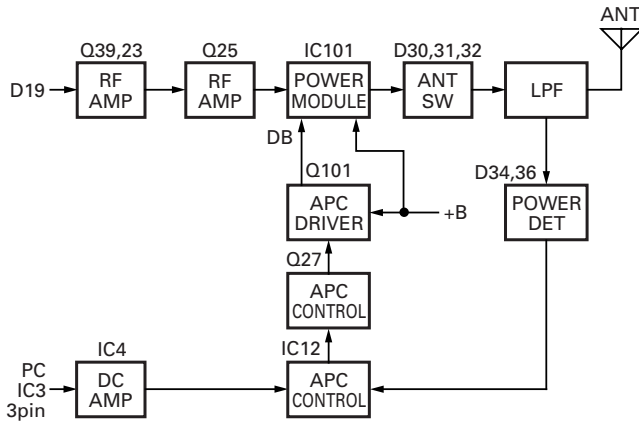 ANT
Q39,23
Q25
IC101
D30,31,32
D19
RF
AMP
RF
AMP
POWER
MODULE
ANT
SW
LPF
DB
Q101
D34,36
APC
DRIVER
+B
POWER
DET
Q27
APC
CONTROL
IC4
IC12
PC
IC3
3pin
DC
AMP
APC
CONTROL